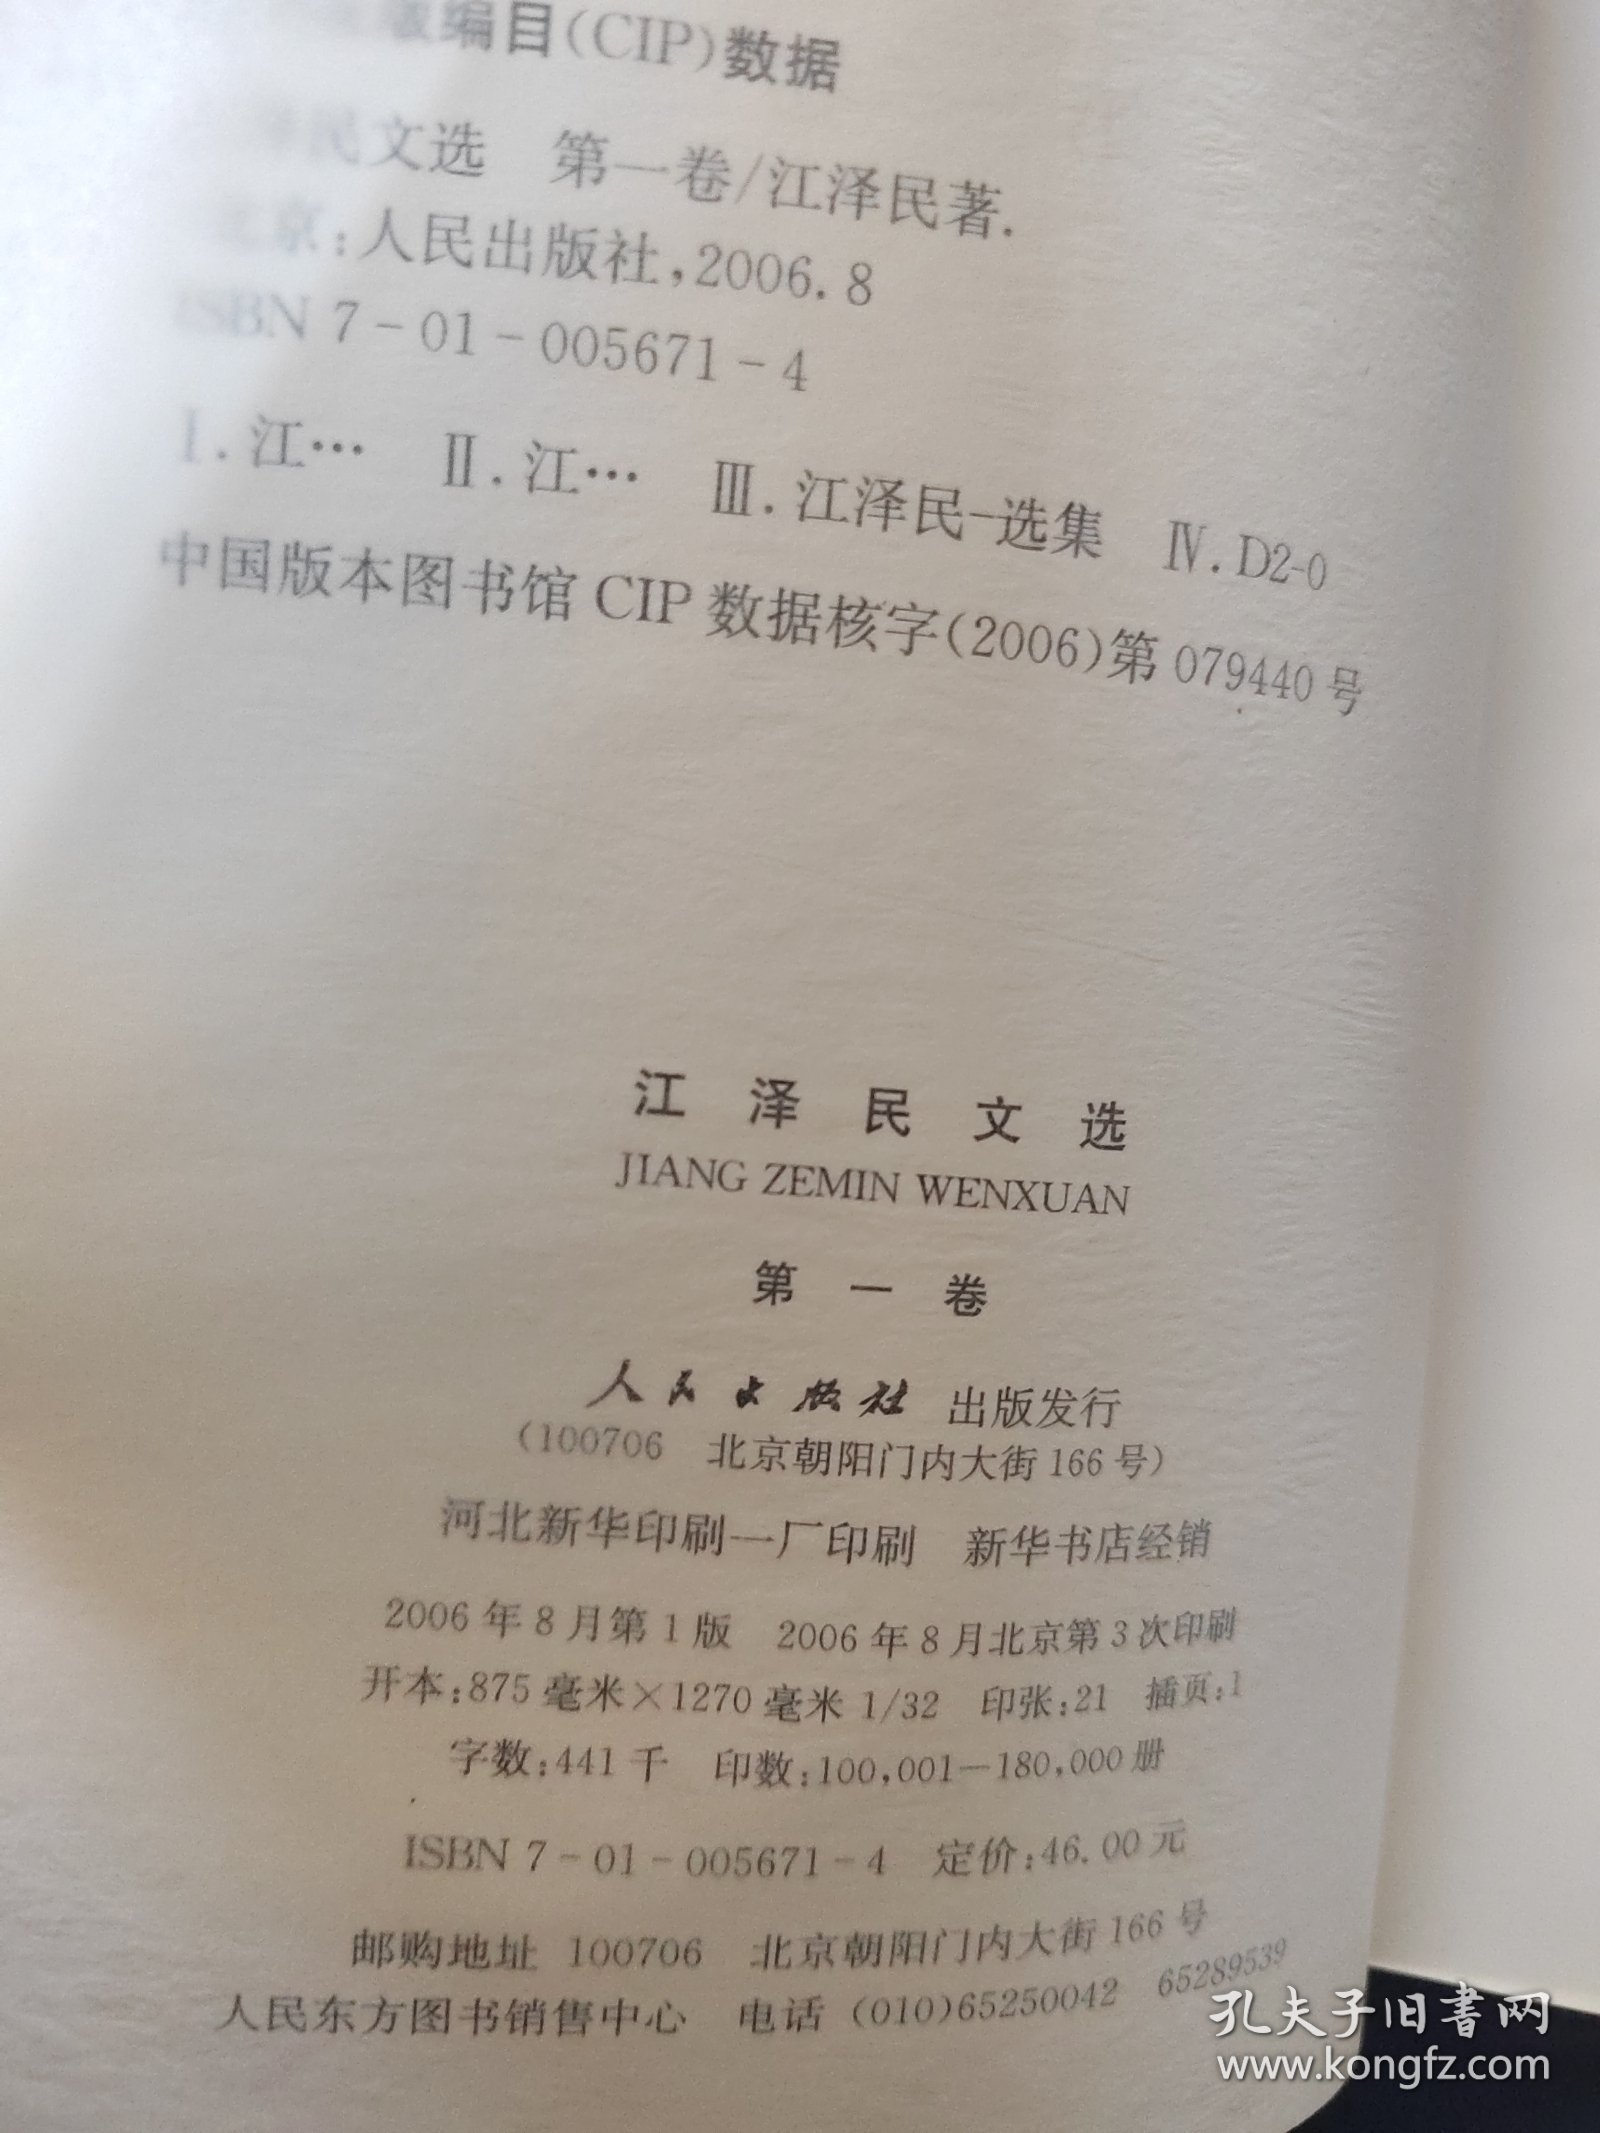 编目(CIP)数据
民文选 第一卷/江泽民著.
京:人民出版社,2006.8
ISBN 7-01-005671-4
Ⅰ.江… Ⅱ.江… Ⅲ.江泽民-选集 Ⅳ.D2-0
中国版本图书馆CIP数据核字(2006)第079440号
江泽民文选
JIANG ZEMIN WENXUAN
第一卷
人民出版社 出版发行
(100706 北京朝阳门内大街166号)
河北新华印刷一厂印刷 新华书店经销
2006年8月第1版 2006年8月北京第3次印刷
开本:875毫米×1270毫米 1/32 印张:21 插页:1
字数:441千 印数:100,001-180,000册
ISBN 7-01-005671-4 定价:46.00元
邮购地址 100706 北京朝阳门内大街166号
人民东方图书销售中心 电话 (010)65250042 65289539
孔夫子旧书网
www.kongfz.com